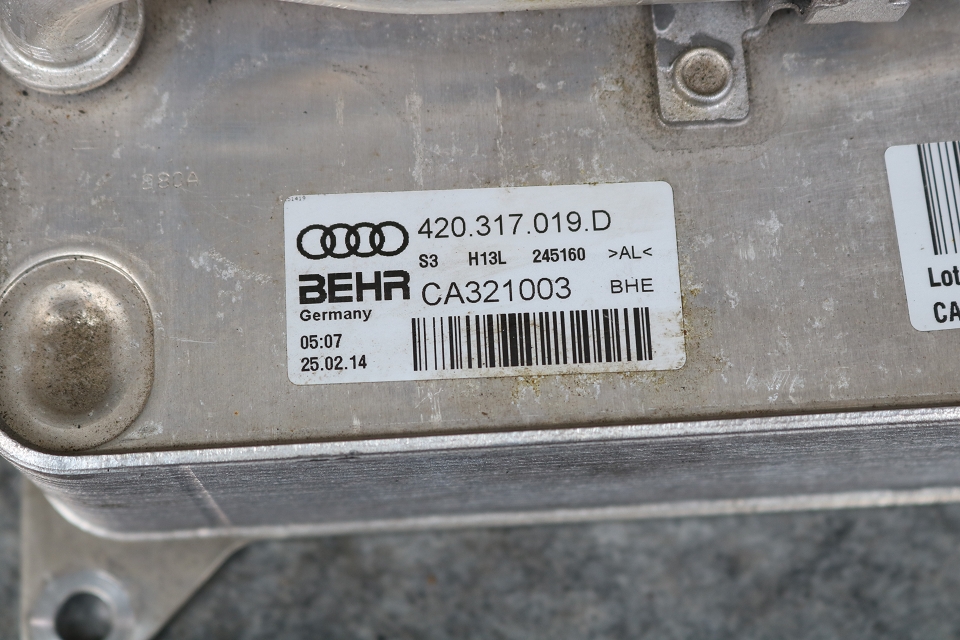 420.317.019.D
S3 H13L 245160 >AL<
BEHR CA321003 BHE
Germany
05:07
25.02.14
Lot
CA